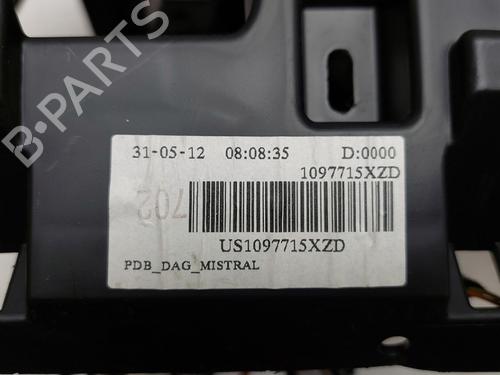 B-PARTS
31-05-12 08:08:35 D:0000
1097715XZD
702
US1097715XZD
PDB_DAG_MISTRAL